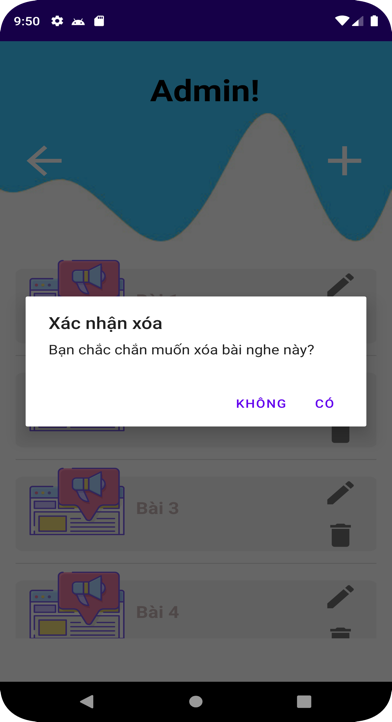 9:50
Admin!
Xác nhận xóa
Bạn chắc chắn muốn xóa bài nghe này?
KHÔNG CÓ
Bài 3
Bài 4